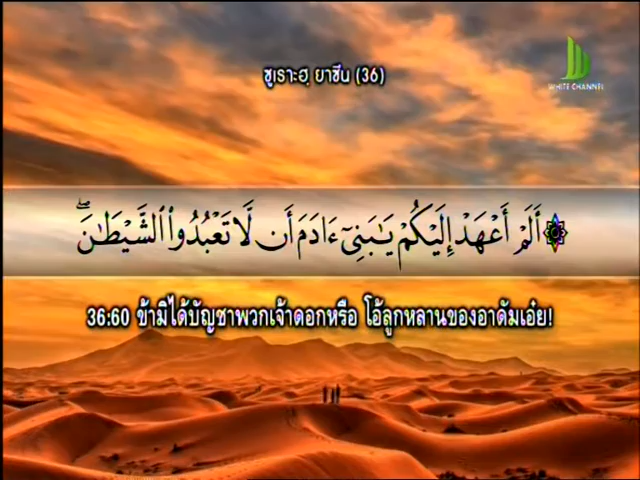 ซูเราะฮฺ ยาซีน (36)
WHITE CHANNEL
أَلَمْ أَعْهَدْ إِلَيْكُمْ يَـٰبَنِىٓ ءَادَمَ أَن لَّا تَعْبُدُوا۟ ٱلشَّيْطَـٰنَ ۖ
36:60 ข้ามิได้บัญชาพวกเจ้าดอกหรือ โอ้ลูกหลานของอาดัมเอ๋ย!